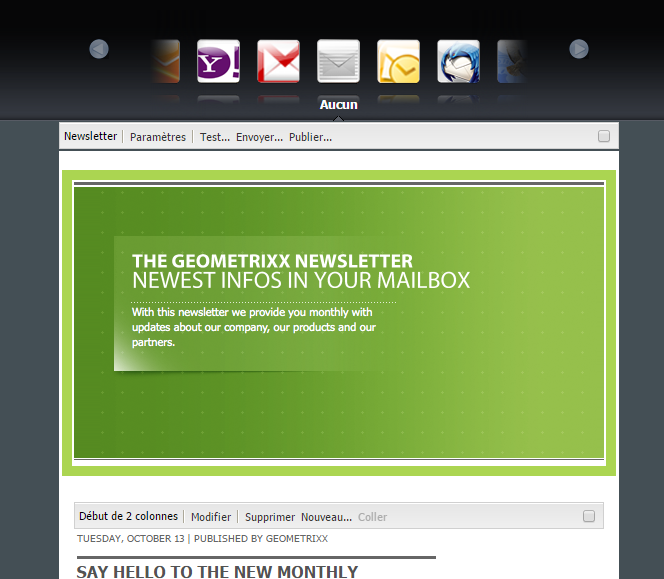 Aucun
Newsletter Paramètres Test... Envoyer... Publier...
THE GEOMETRIXX NEWSLETTER
NEWEST INFOS IN YOUR MAILBOX
With this newsletter we provide you monthly with
updates about our company, our products and our
partners.
Début de 2 colonnes Modifier Supprimer Nouveau... Coller
TUESDAY, OCTOBER 13 | PUBLISHED BY GEOMETRIXX
SAY HELLO TO THE NEW MONTHLY